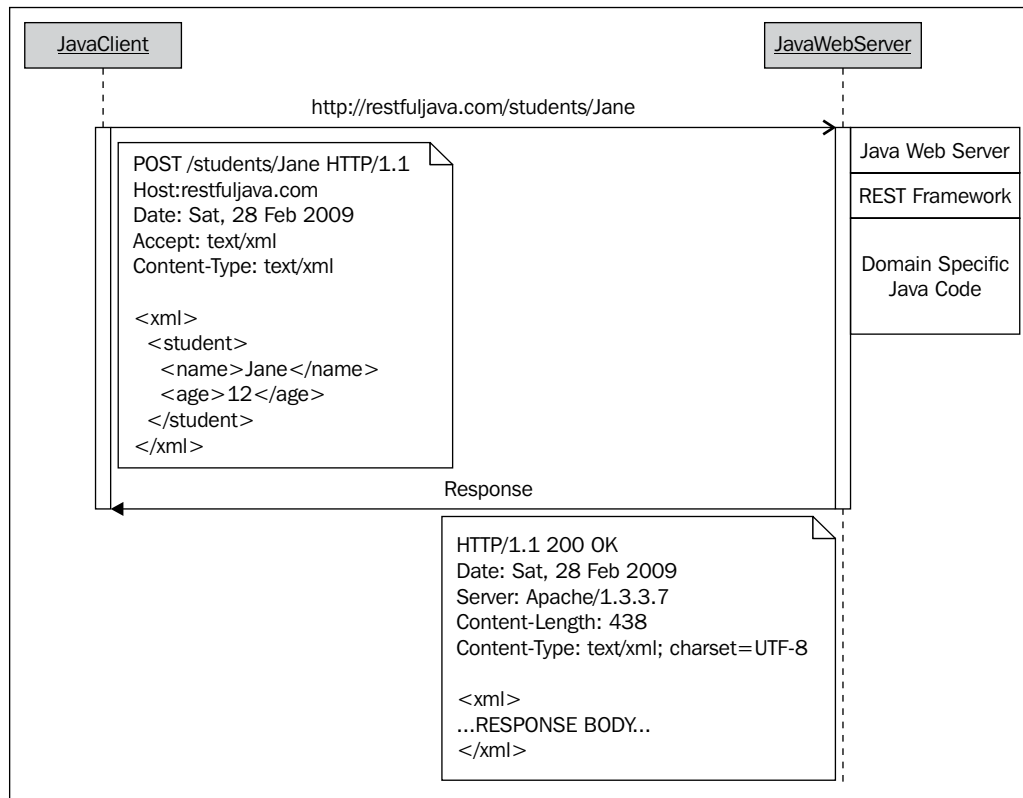 JavaClient
JavaWebServer
http://restfuljava.com/students/Jane
POST /students/Jane HTTP/1.1
Host:restfuljava.com
Date: Sat, 28 Feb 2009
Accept: text/xml
Content-Type: text/xml
<xml>
<student>
<name>Jane</name>
<age>12</age>
</student>
</xml>
Java Web Server
REST Framework
Domain Specific
Java Code
Response
HTTP/1.1 200 OK
Date: Sat, 28 Feb 2009
Server: Apache/1.3.3.7
Content-Length: 438
Content-Type: text/xml; charset=UTF-8
<xml>
...RESPONSE BODY...
</xml>